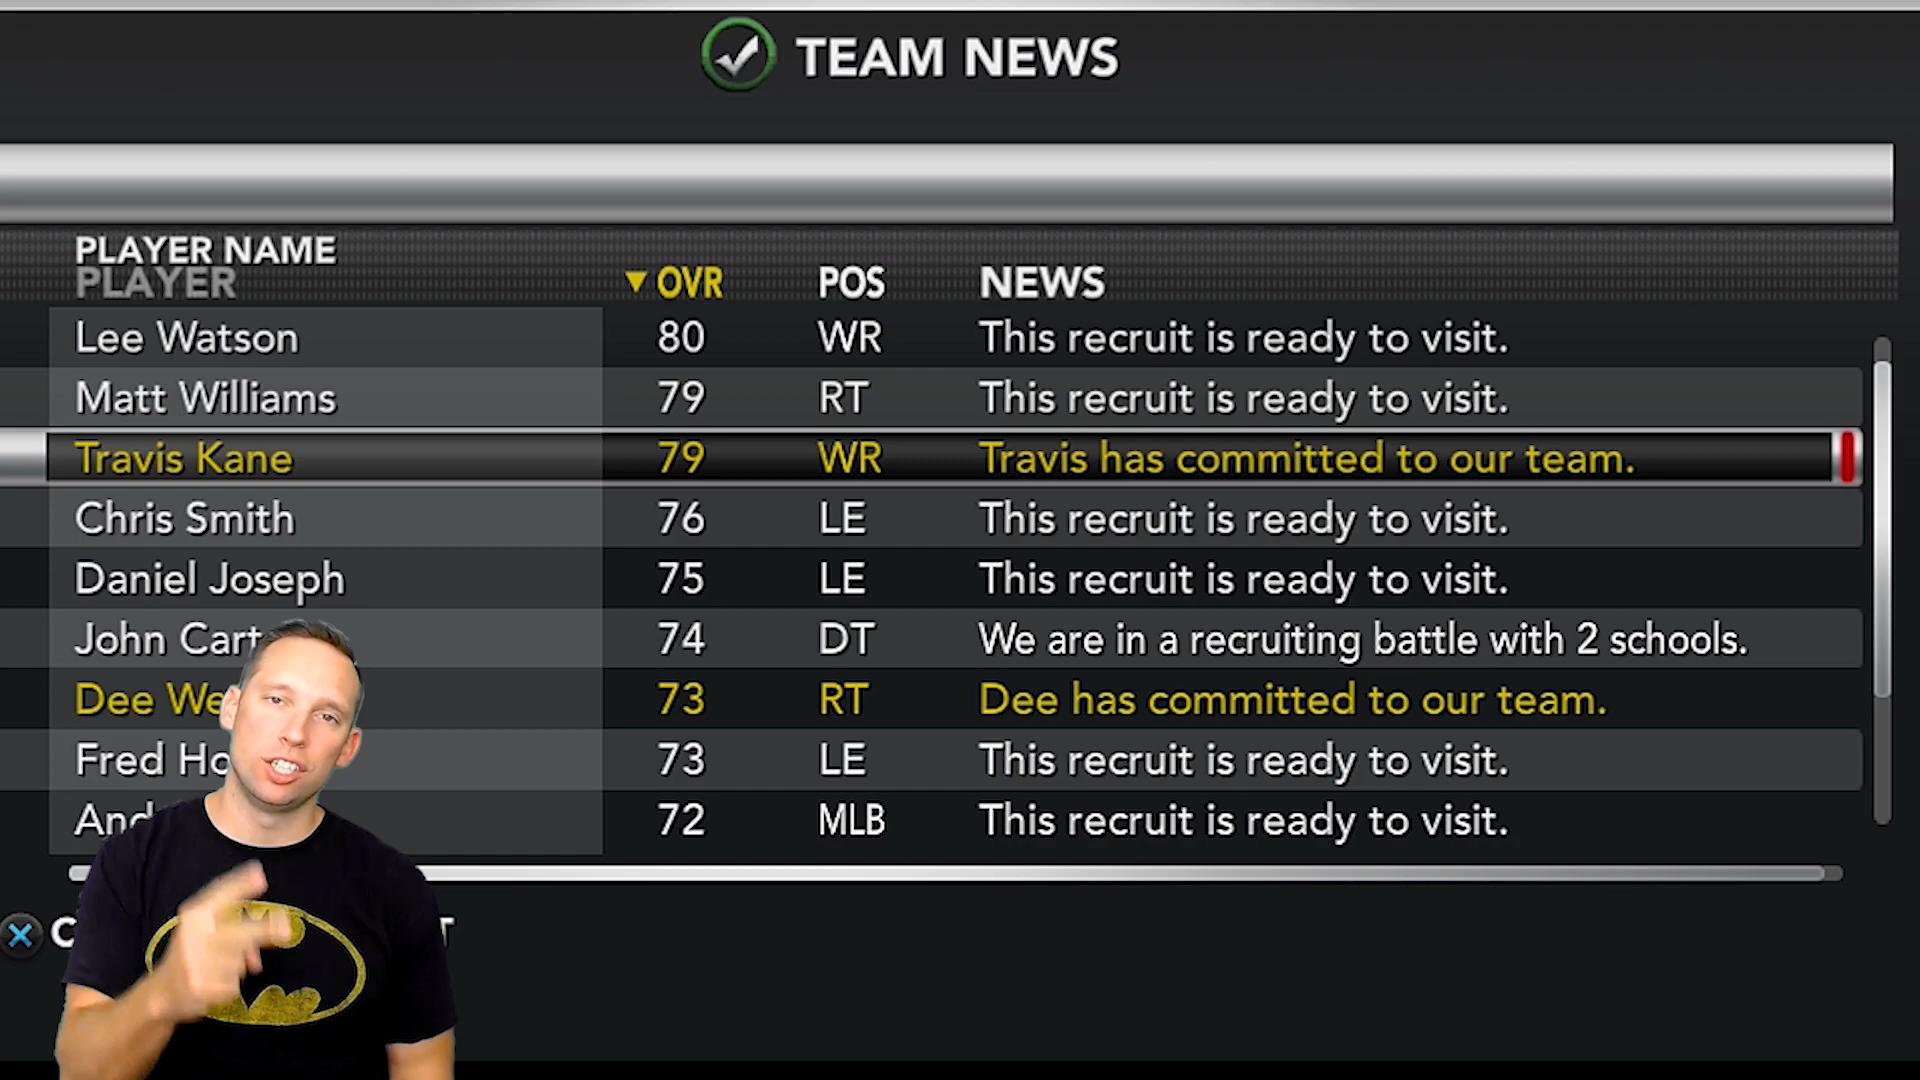 TEAM NEWS
PLAYER NAME
PLAYER ▼ OVR POS NEWS
Lee Watson 80 WR This recruit is ready to visit.
Matt Williams 79 RT This recruit is ready to visit.
Travis Kane 79 WR Travis has committed to our team.
Chris Smith 76 LE This recruit is ready to visit.
Daniel Joseph 75 LE This recruit is ready to visit.
John 74 DT We are in a recruiting battle with 2 schools.
Dee 73 RT Dee has committed to our team.
Fred 73 LE This recruit is ready to visit.
72 MLB This recruit is ready to visit.